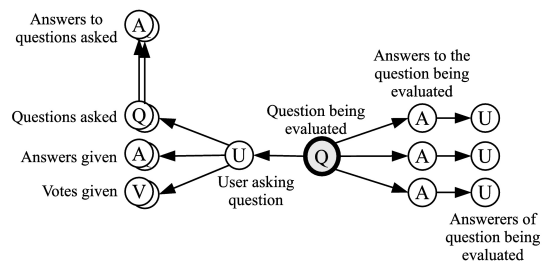 Answers to
questions asked
A
Questions asked
Q
Answers given
A
Votes given
V
U
User asking
question
Question being
evaluated
Q
Answers to the
question being
evaluated
A
U
A
U
A
U
Answerers of
question being
evaluated